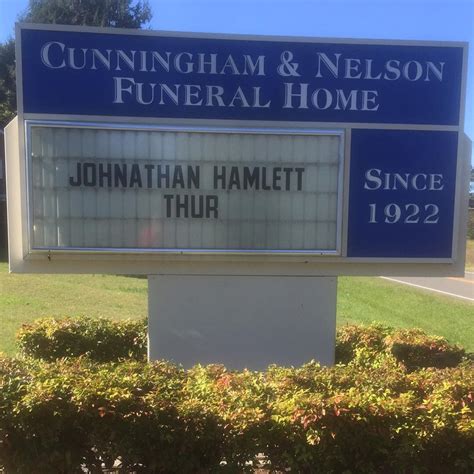 CUNNINGHAM & NELSON
FUNERAL HOME
JOHNATHAN HAMLETT
THUR
SINCE
1922